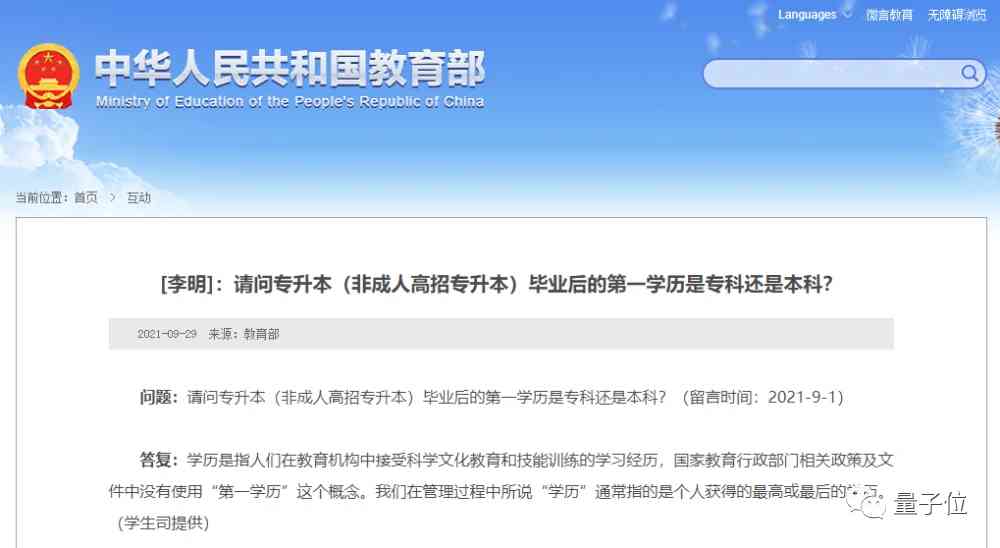 Languages 微言教育 无障碍浏览
中华人民共和国教育部
Ministry of Education of the People's Republic of China
当前位置：首页 > 互动
[李明]：请问专升本（非成人高招专升本）毕业后的第一学历是专科还是本科？
2021-09-29 来源：教育部
问题：请问专升本（非成人高招专升本）毕业后的第一学历是专科还是本科？（留言时间：2021-9-1）
答复：学历是指人们在教育机构中接受科学文化教育和技能训练的学习经历，国家教育行政部门相关政策及文
件中没有使用“第一学历”这个概念。我们在管理过程中所说“学历”通常指的是个人获得的最高或最后的。
（学生司提供）
量子位